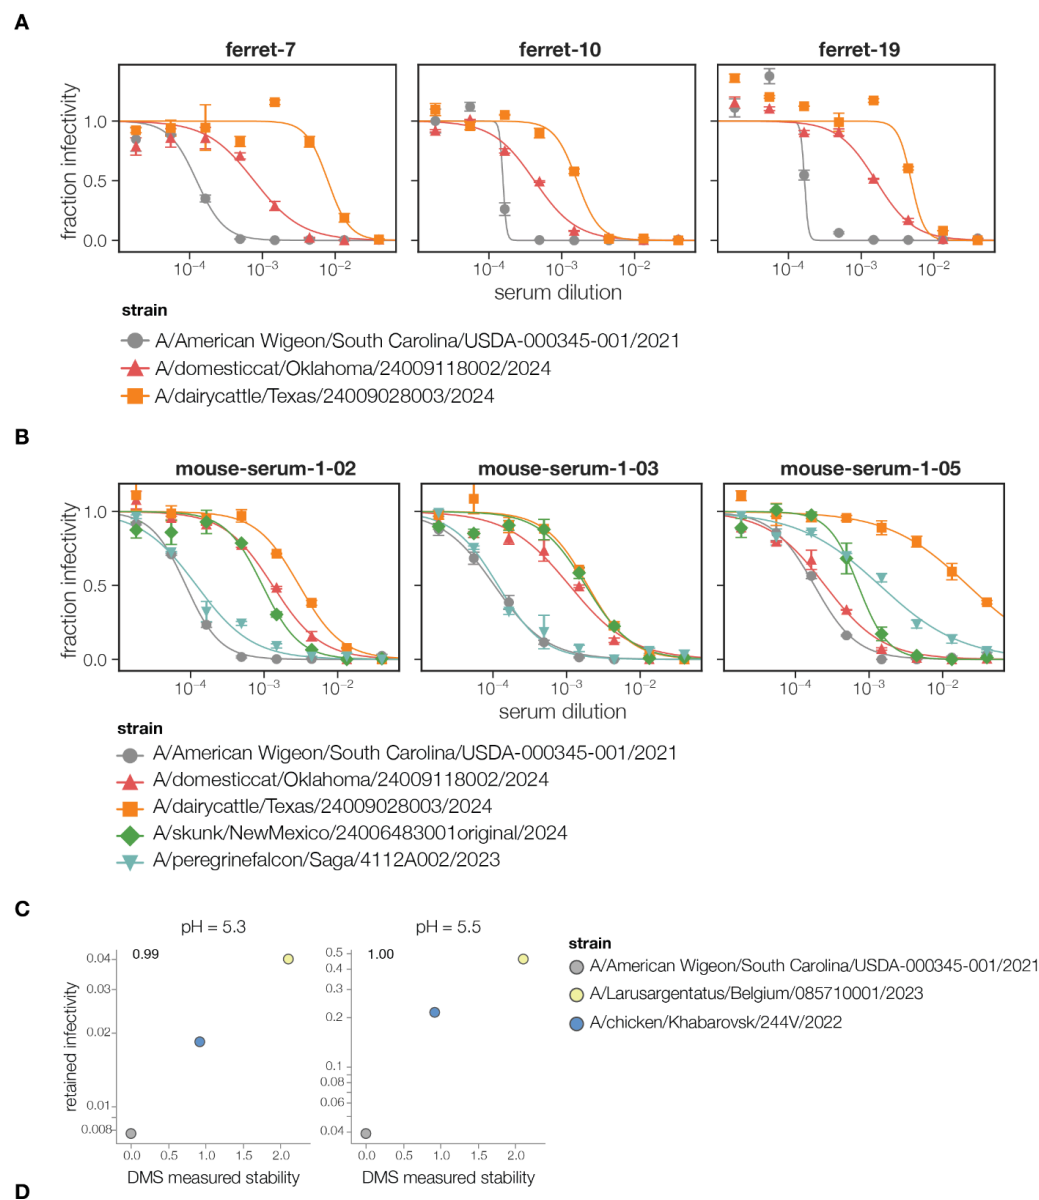 A
ferret-7 ferret-10 ferret-19
fraction infectivity
1.0
0.5
0.0
10⁻⁴ 10⁻³ 10⁻² 10⁻⁴ 10⁻³ 10⁻² 10⁻⁴ 10⁻³ 10⁻²
serum dilution
strain
A/American Wigeon/South Carolina/USDA-000345-001/2021
A/domesticcat/Oklahoma/24009118002/2024
A/dairycattle/Texas/24009028003/2024
B
mouse-serum-1-02 mouse-serum-1-03 mouse-serum-1-05
fraction infectivity
1.0
0.5
0.0
10⁻⁴ 10⁻³ 10⁻² 10⁻⁴ 10⁻³ 10⁻² 10⁻⁴ 10⁻³ 10⁻²
serum dilution
strain
A/American Wigeon/South Carolina/USDA-000345-001/2021
A/domesticcat/Oklahoma/24009118002/2024
A/dairycattle/Texas/24009028003/2024
A/skunk/NewMexico/24006483001original/2024
A/peregrinefalcon/Saga/4112A002/2023
C
pH = 5.3
retained infectivity
0.99
0.04
0.03
0.02
0.01
0.008
0.0 0.5 1.0 1.5 2.0
DMS measured stability
pH = 5.5
1.00
0.5
0.4
0.3
0.2
0.1
0.08
0.06
0.04
0.0 0.5 1.0 1.5 2.0
DMS measured stability
strain
A/American Wigeon/South Carolina/USDA-000345-001/2021
A/Larusargentatus/Belgium/085710001/2023
A/chicken/Khabarovsk/244V/2022
D